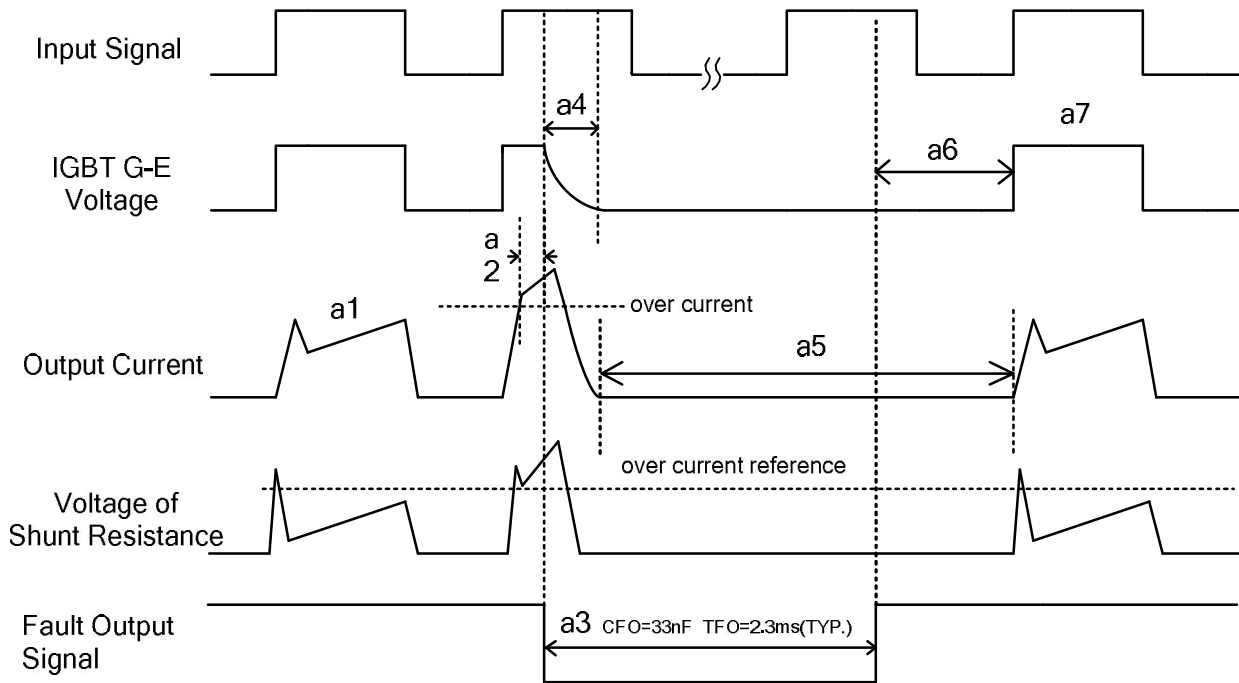 Input Signal
a4
a7
IGBT G-E
Voltage
a6
a
2
a1
over current
Output Current
a5
over current reference
Voltage of
Shunt Resistance
Fault Output
Signal
a3 CFO=33nF TFO=2.3ms(TYP.)